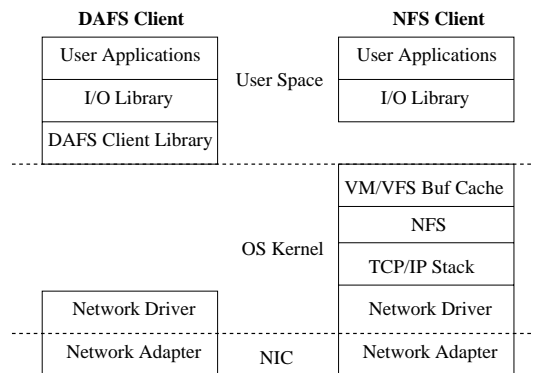 DAFS Client
NFS Client
User Applications
I/O Library
DAFS Client Library
User Space
User Applications
I/O Library
OS Kernel
VM/VFS Buf Cache
NFS
TCP/IP Stack
Network Driver
Network Driver
Network Adapter
NIC
Network Adapter